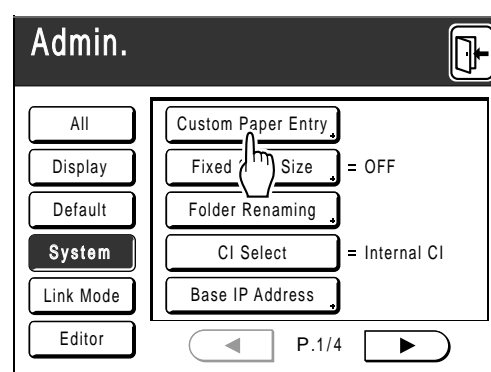 Admin.
All
Custom Paper Entry
Display
Fixed Size = OFF
Default
Folder Renaming
System
CI Select = Internal CI
Link Mode
Base IP Address
Editor
P.1/4